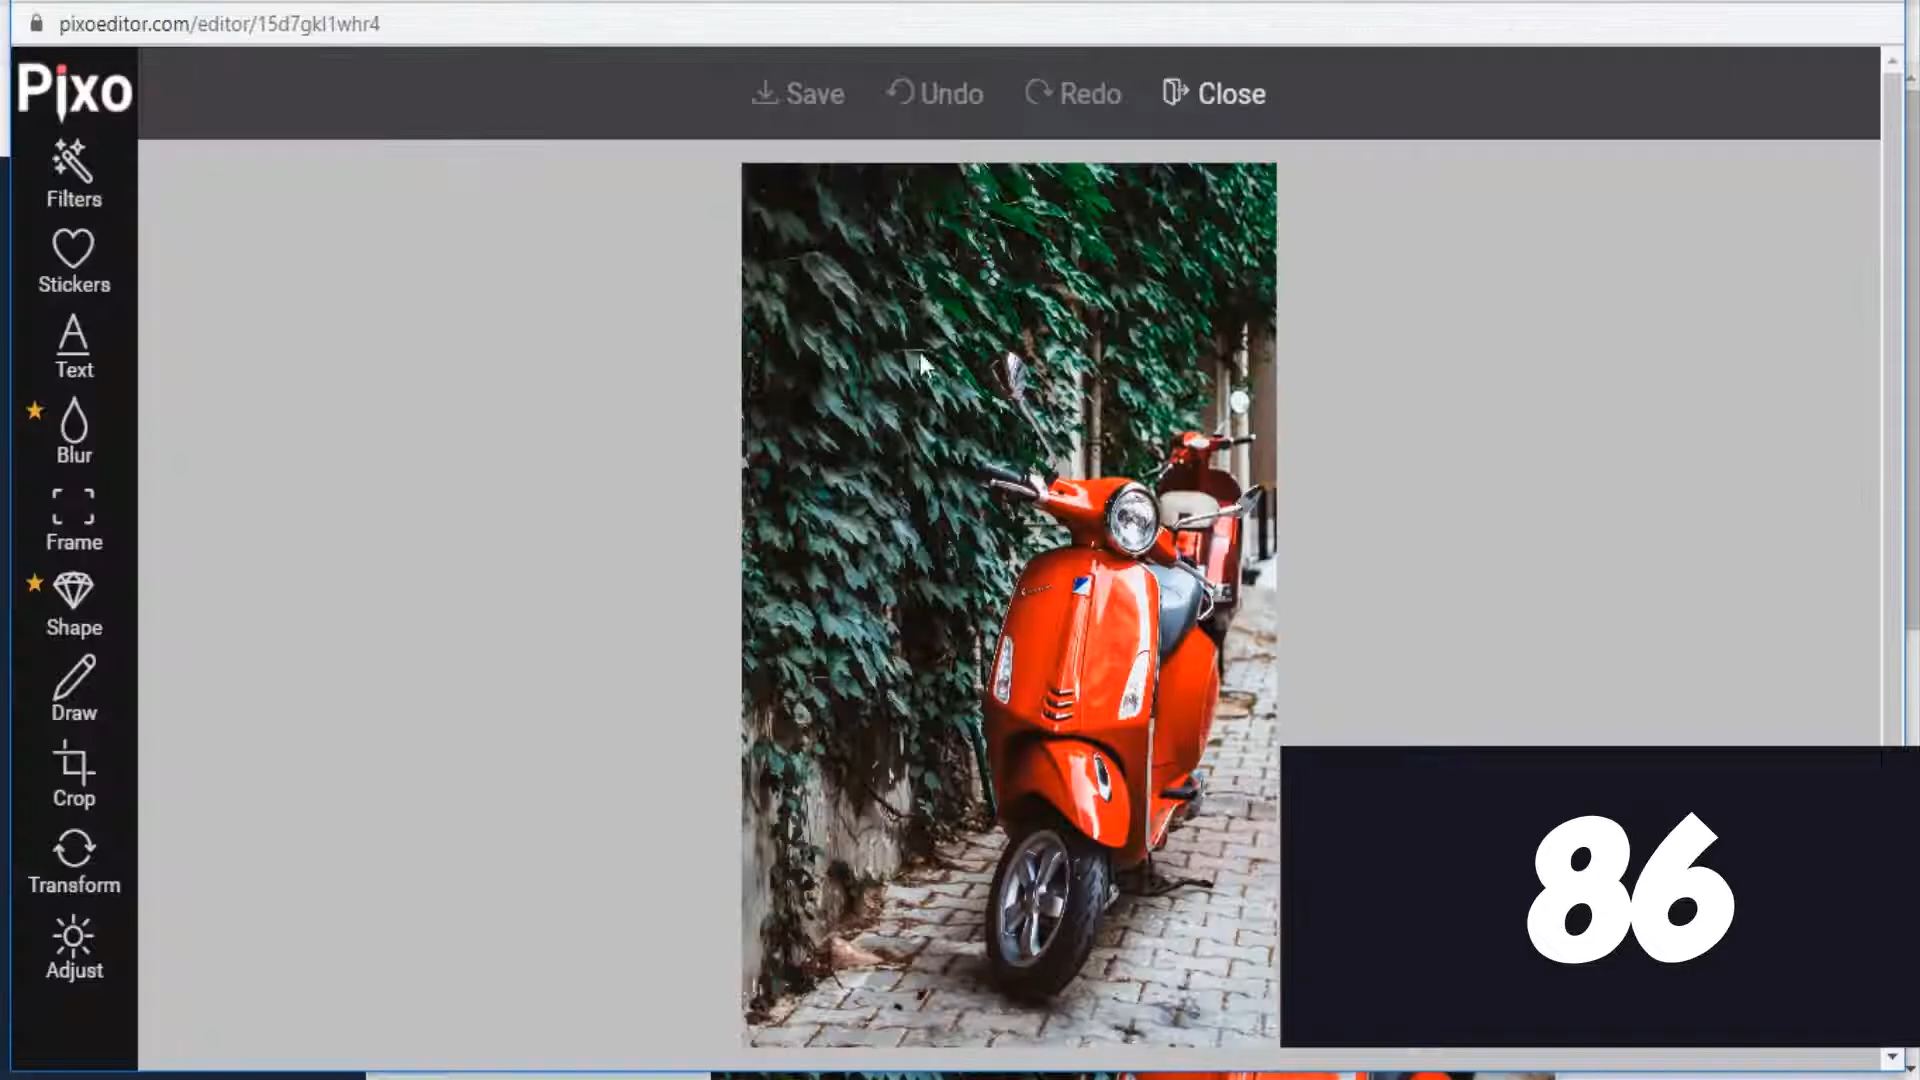 pixoeditor.com/editor/15d7gkl1whr4
Pixo
Save
Undo
Redo
Close
Filters
Stickers
Text
Blur
Frame
Shape
Draw
Crop
Transform
Adjust
86